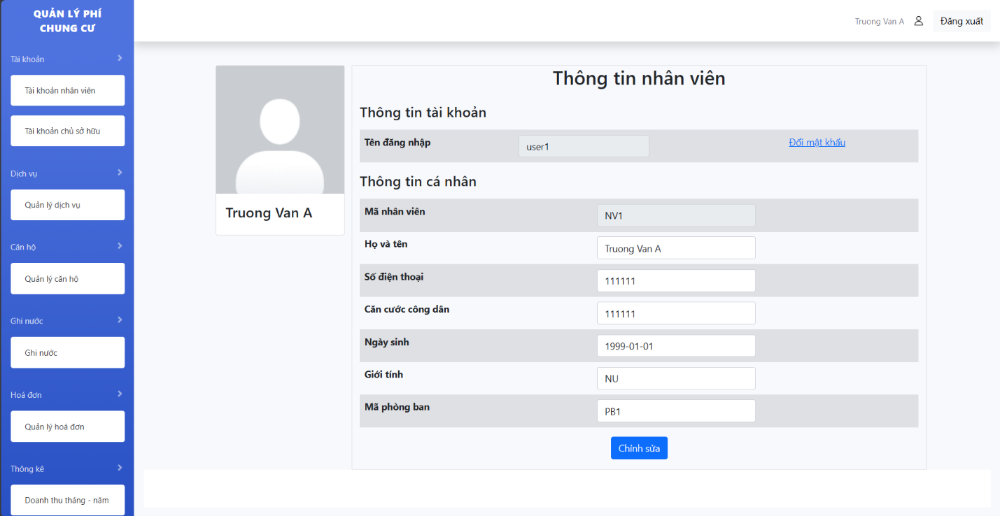 QUẢN LÝ PHÍ
CHUNG CƯ
Tài khoản
Tài khoản nhân viên
Tài khoản chủ sở hữu
Dịch vụ
Quản lý dịch vụ
Căn hộ
Quản lý căn hộ
Ghi nước
Ghi nước
Hoá đơn
Quản lý hoá đơn
Thống kê
Doanh thu tháng - năm
Truong Van A
Đăng xuất
Truong Van A
Thông tin nhân viên
Thông tin tài khoản
Tên đăng nhập user1 Đổi mật khẩu
Thông tin cá nhân
Mã nhân viên NV1
Họ và tên Truong Van A
Số điện thoại 111111
Căn cước công dân 111111
Ngày sinh 1999-01-01
Giới tính NU
Mã phòng ban PB1
Chỉnh sửa